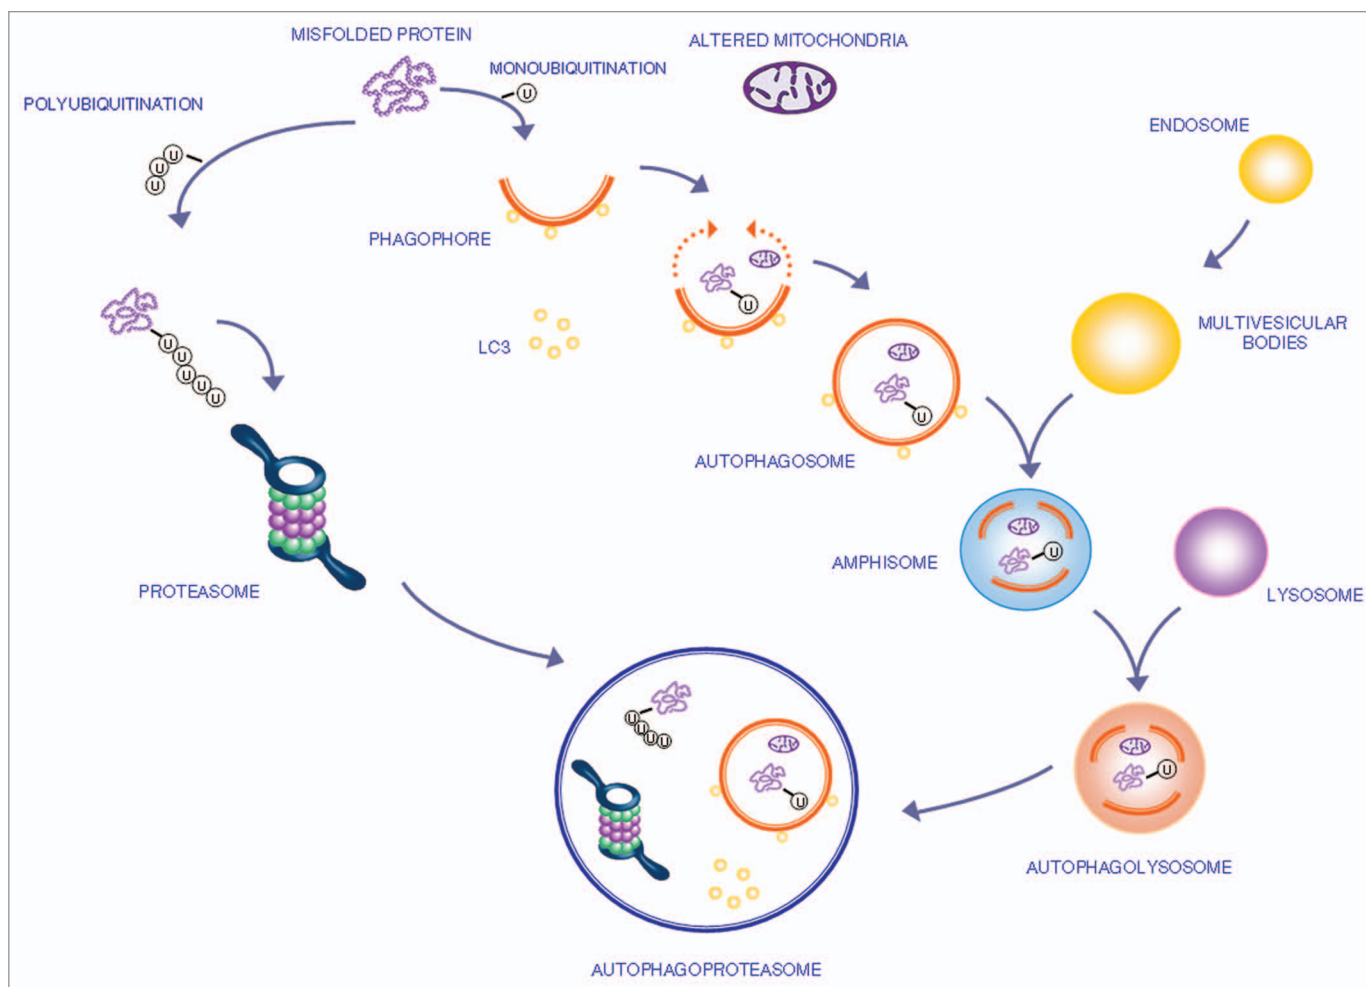 MISFOLDED PROTEIN
ALTERED MITOCHONDRIA
MONOUBIQUITINATION
U
POLYUBIQUITINATION
U
U
U
ENDOSOME
PHAGOPHORE
U
MULTIVESICULAR
BODIES
LC3
U
U
U
U
U
U
U
AUTOPHAGOSOME
AMPHISOME
U
LYSOSOME
PROTEASOME
U
U
U
U
U
U
AUTOPHAGOLYSOSOME
AUTOPHAGOPROTEASOME